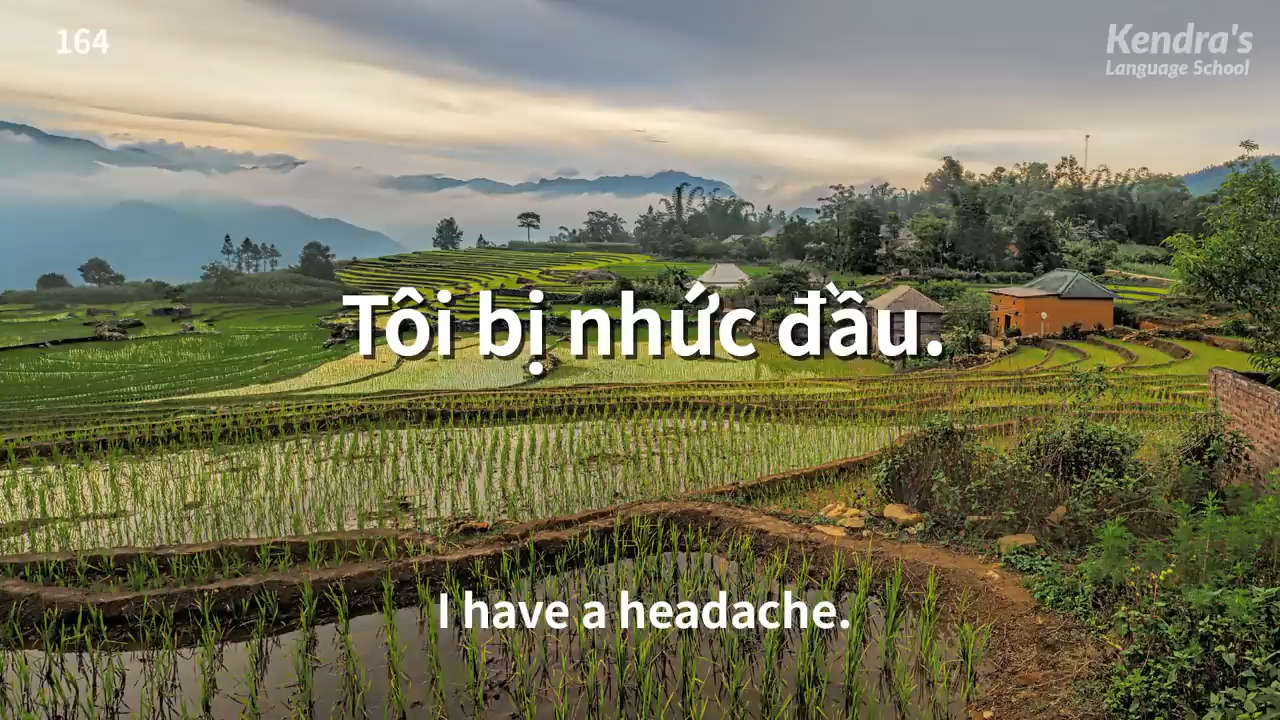 164
Kendra's
Language School
Tôi bị nhức đầu.
I have a headache.